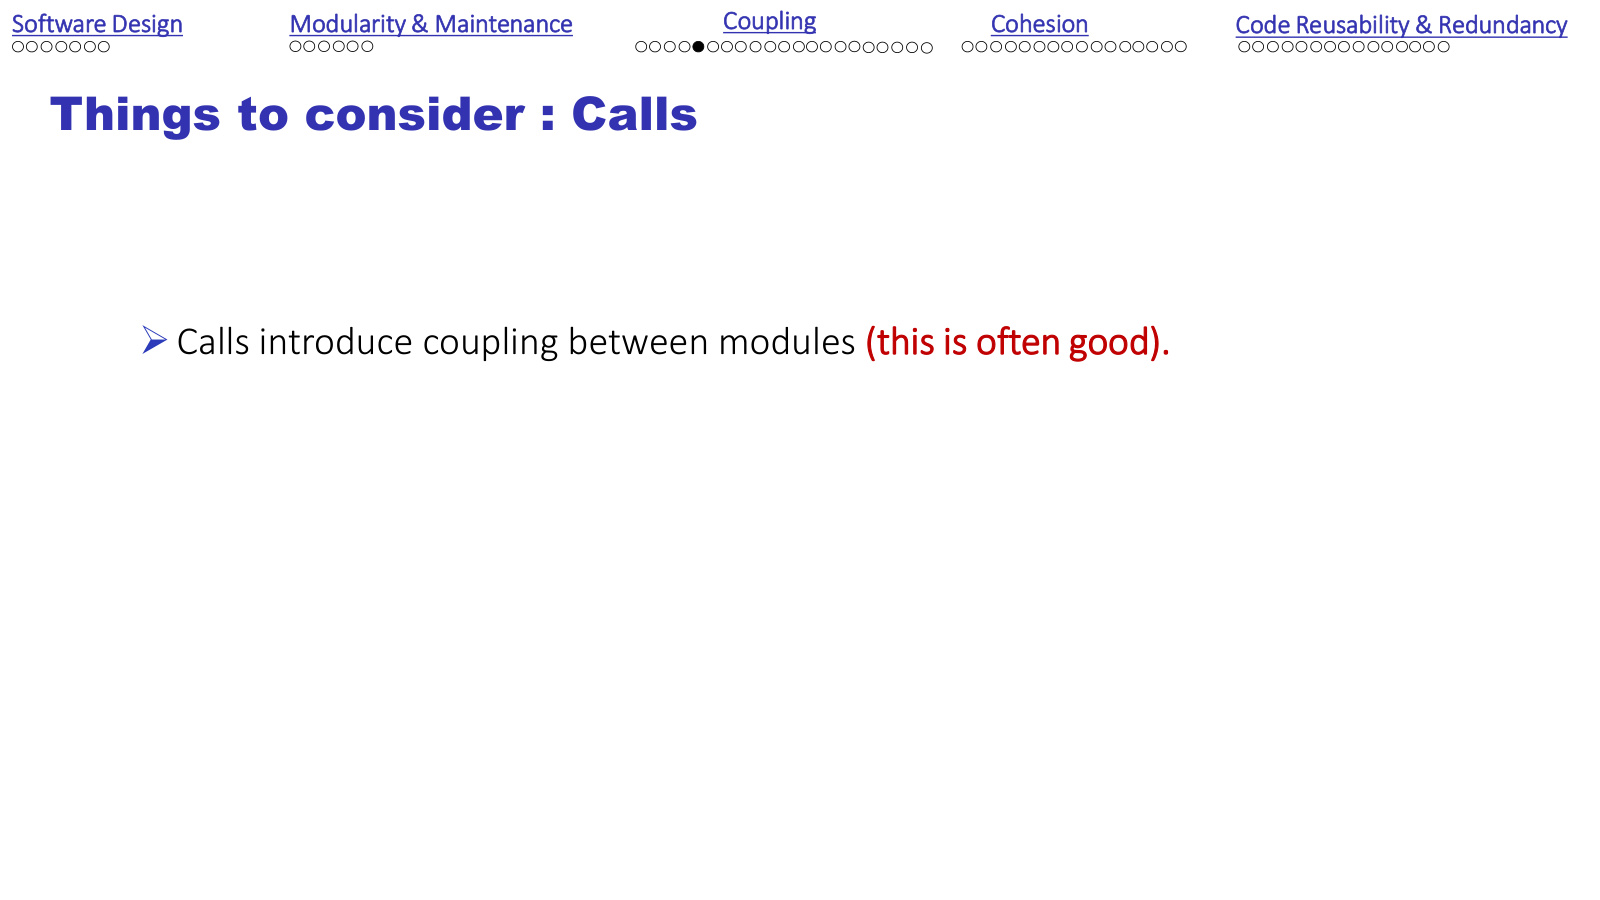 Software Design
Modularity & Maintenance
Coupling
Cohesion
Code Reusability & Redundancy
Things to consider : Calls
Calls introduce coupling between modules (this is often good).